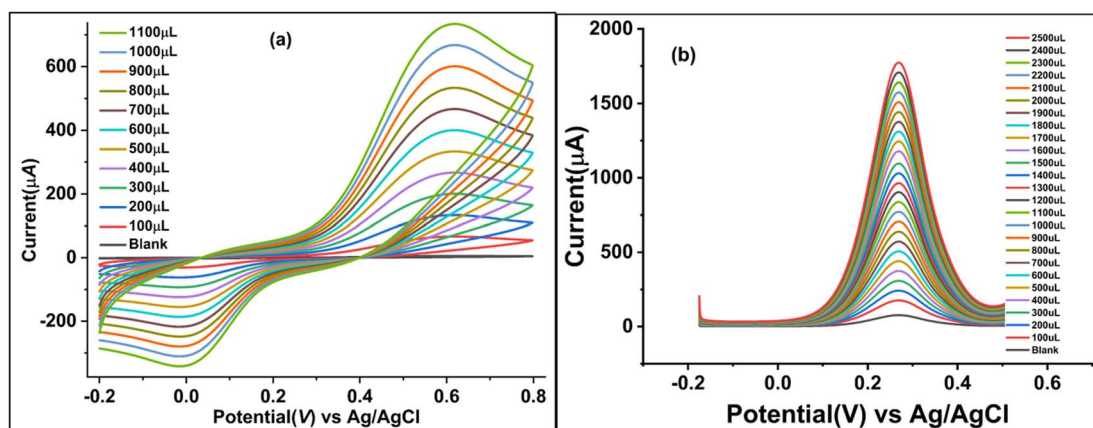 (a)
1100μL
1000μL
900μL
800μL
700μL
600μL
500μL
400μL
300μL
200μL
100μL
Blank
600
400
200
0
-200
Current(μA)
-0.2 0.0 0.2 0.4 0.6 0.8
Potential(V) vs Ag/AgCl
(b)
2500uL
2400uL
2300uL
2200uL
2100uL
2000uL
1900uL
1800uL
1700uL
1600uL
1500uL
1400uL
1300uL
1200uL
1100uL
1000uL
900uL
800uL
700uL
600uL
500uL
400uL
300uL
200uL
100uL
Blank
2000
1500
1000
500
0
Current(μA)
-0.2 0.0 0.2 0.4 0.6
Potential(V) vs Ag/AgCl